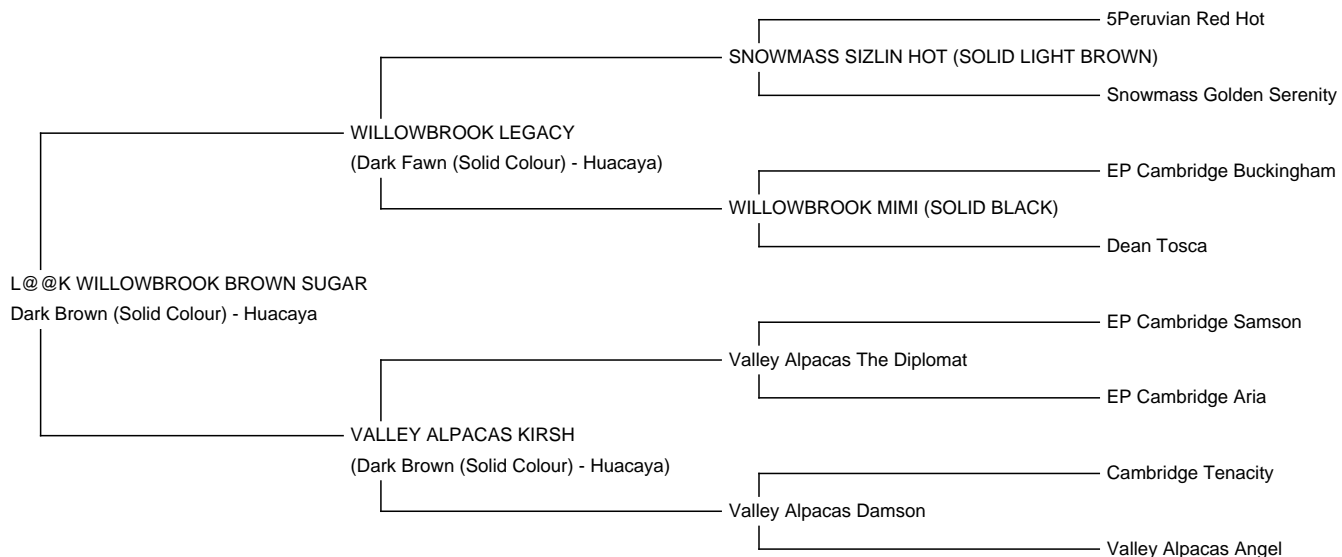 5Peruvian Red Hot
SNOWMASS SIZLIN HOT (SOLID LIGHT BROWN)
Snowmass Golden Serenity
WILLOWBROOK LEGACY
(Dark Fawn (Solid Colour) - Huacaya)
EP Cambridge Buckingham
WILLOWBROOK MIMI (SOLID BLACK)
Dean Tosca
L@@K WILLOWBROOK BROWN SUGAR
Dark Brown (Solid Colour) - Huacaya
EP Cambridge Samson
Valley Alpacas The Diplomat
EP Cambridge Aria
VALLEY ALPACAS KIRSH
(Dark Brown (Solid Colour) - Huacaya)
Cambridge Tenacity
Valley Alpacas Damson
Valley Alpacas Angel